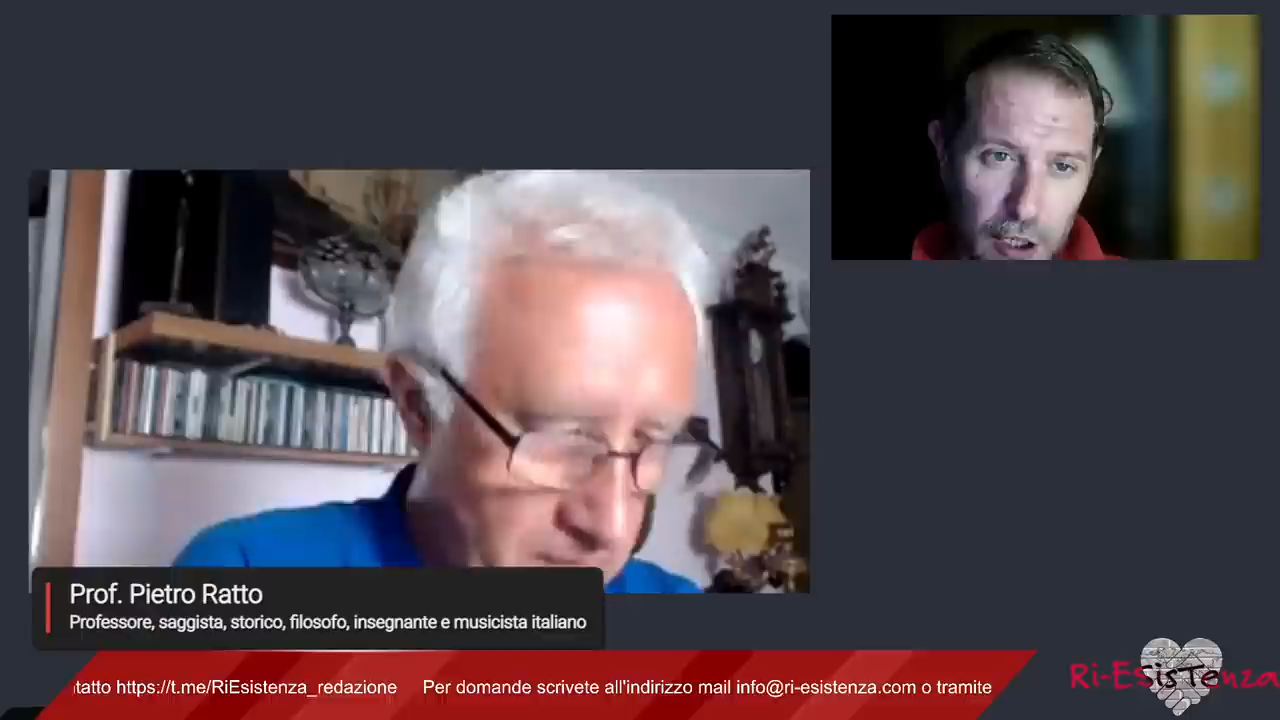 Prof. Pietro Ratto
Professore, saggista, storico, filosofo, insegnante e musicista italiano
tatto https://t.me/RiEsistenza_redazione Per domande scrivete all'indirizzo mail info@ri-esistenza.com o tramite
Ri-EsisTenza